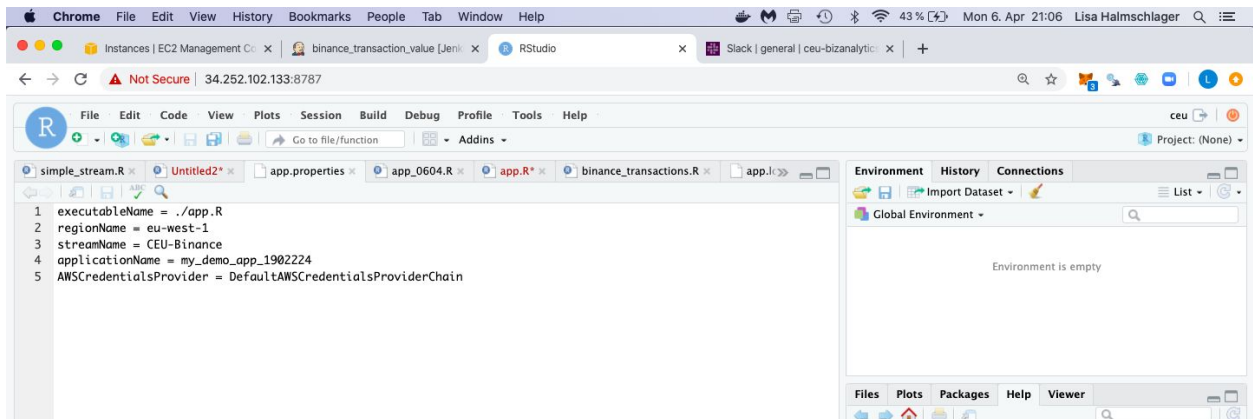 Chrome File Edit View History Bookmarks People Tab Window Help 43 % Mon 6. Apr 21:06 Lisa Halmschlager
Instances | EC2 Management Co binance_transaction_value [Jenk RStudio Slack | general | ceu-bizanalytic
Not Secure 34.252.102.133:8787 3 L
R File Edit Code View Plots Session Build Debug Profile Tools Help ceu
Go to file/function Addins Project: (None)
simple_stream.R Untitled2* app.properties app_0604.R app.R* binance_transactions.R Environment History Connections
ABC Import Dataset List
1 executableName = ./app.R Global Environment
2 regionName = eu-west-1
3 streamName = CEU-Binance
4 applicationName = my_demo_app_1902224 Environment is empty
5 AWSCredentialsProvider = DefaultAWSCredentialsProviderChain
Files Plots Packages Help Viewer